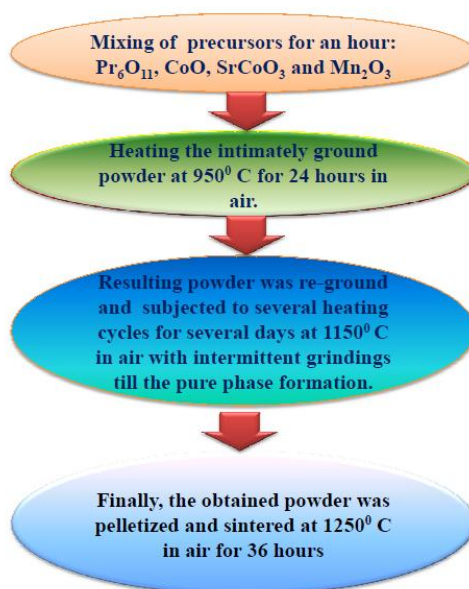 Mixing of precursors for an hour:
Pr₆O₁₁, CoO, SrCoO₃ and Mn₂O₃
Heating the intimately ground
powder at 950⁰ C for 24 hours in
air.
Resulting powder was re-ground
and subjected to several heating
cycles for several days at 1150⁰ C
in air with intermittent grindings
till the pure phase formation.
Finally, the obtained powder was
pelletized and sintered at 1250⁰ C
in air for 36 hours